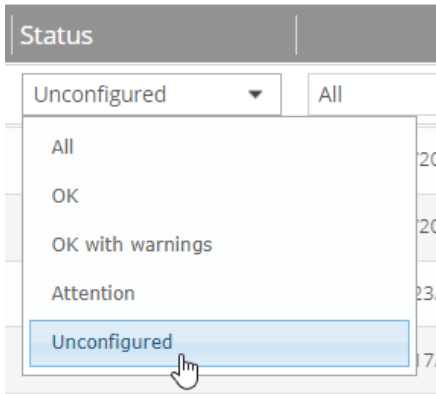 Status
Unconfigured All
All
OK
OK with warnings
Attention
Unconfigured